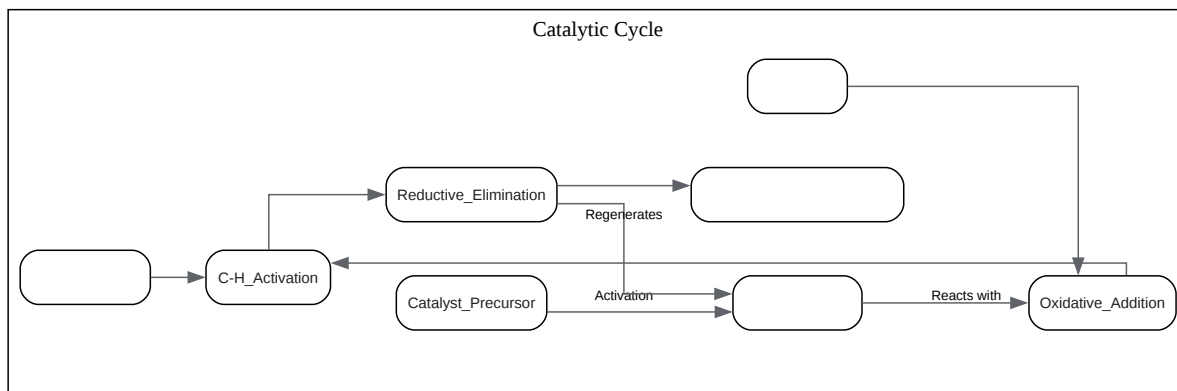 Catalytic Cycle
Reductive_Elimination
Regenerates
C-H_Activation
Catalyst_Precursor
Activation
Reacts with
Oxidative_Addition